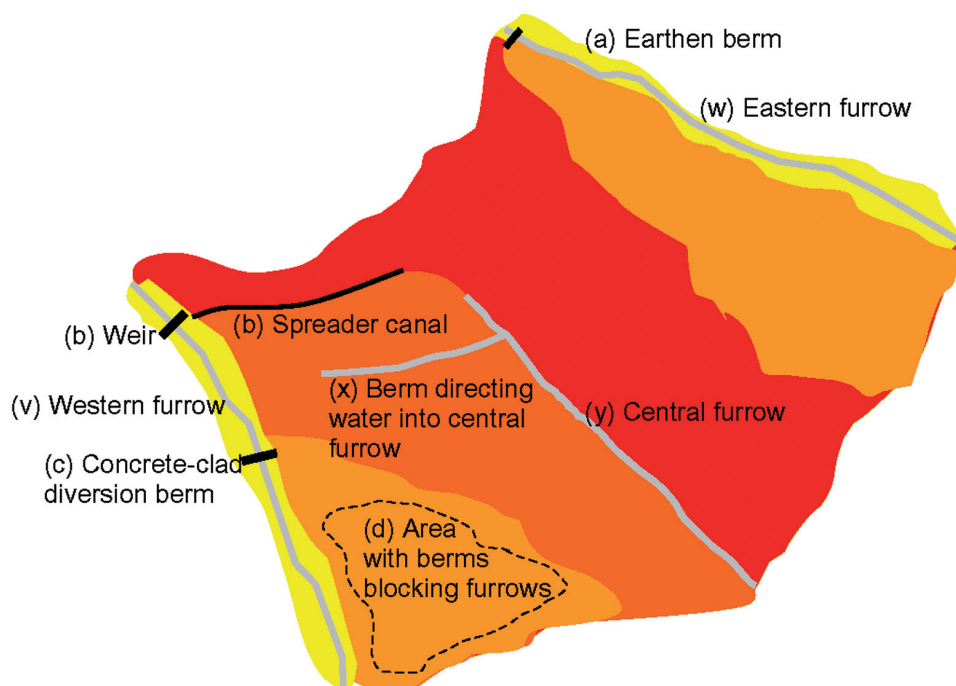 (a) Earthen berm
(w) Eastern furrow
(b) Weir
(b) Spreader canal
(v) Western furrow
(x) Berm directing
water into central
furrow
(y) Central furrow
(c) Concrete-clad
diversion berm
(d) Area
with berms
blocking furrows